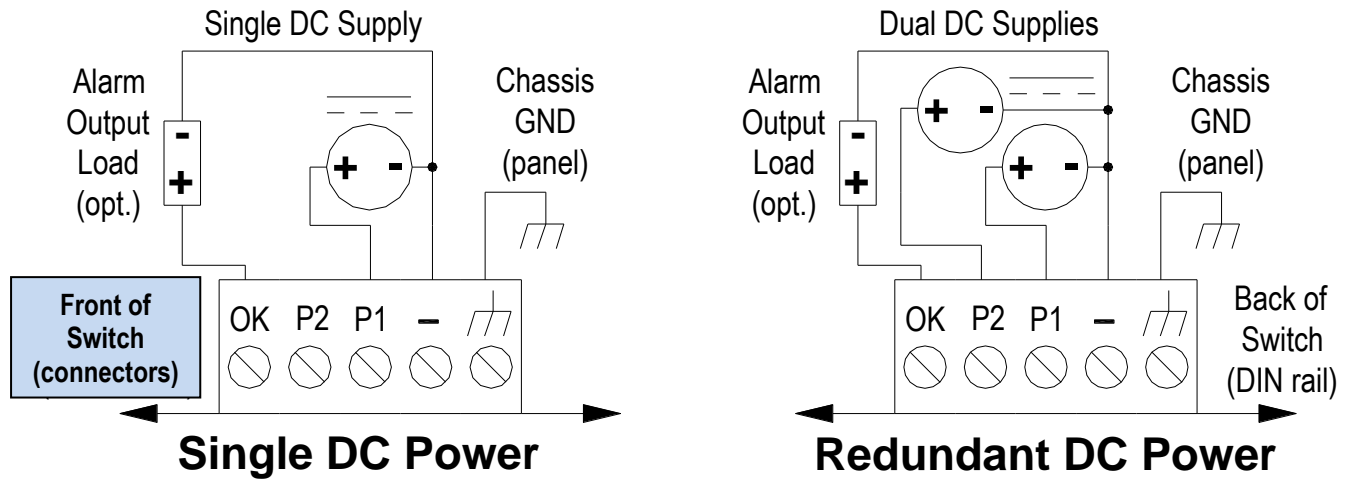 Single DC Supply
Alarm
Output
Load
(opt.)
-
+
+ -
Chassis
GND
(panel)
Front of
Switch
(connectors)
OK P2 P1 –
Single DC Power
Dual DC Supplies
Alarm
Output
Load
(opt.)
-
+
+ -
+ -
Chassis
GND
(panel)
OK P2 P1 –
Back of
Switch
(DIN rail)
Redundant DC Power